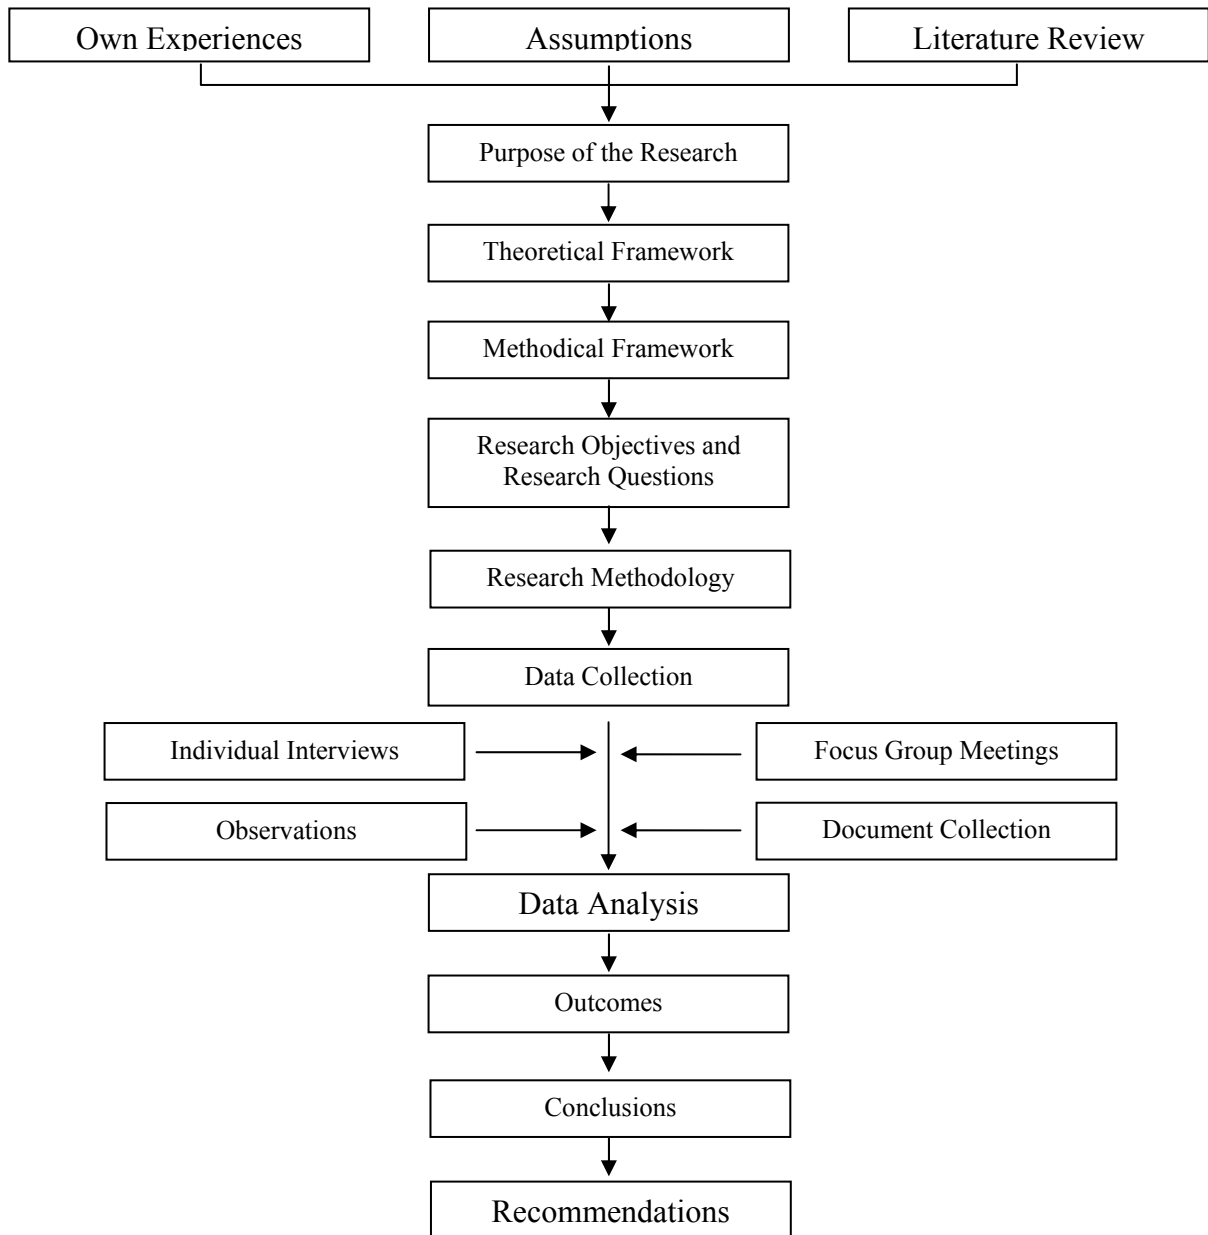 Own Experiences
Assumptions
Literature Review
Purpose of the Research
Theoretical Framework
Methodical Framework
Research Objectives and
Research Questions
Research Methodology
Data Collection
Individual Interviews
Focus Group Meetings
Observations
Document Collection
Data Analysis
Outcomes
Conclusions
Recommendations